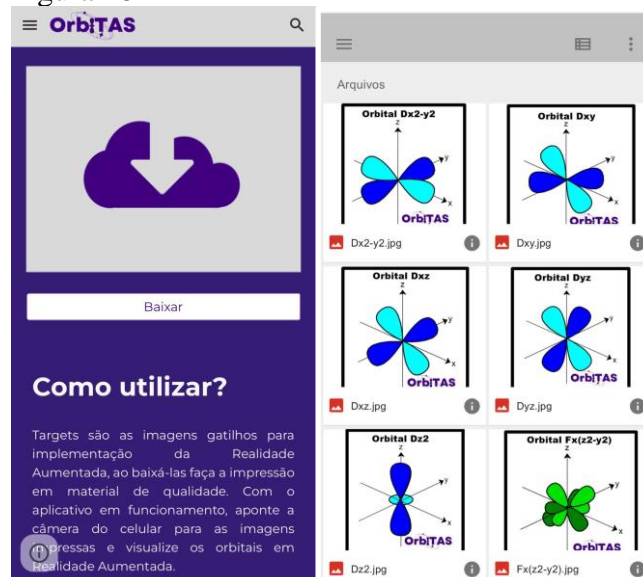 OrbITAS
Baixar
Como utilizar?
Targets são as imagens gatilhos para
implementação da Realidade
Aumentada, ao baixá-las faça a impressão
em material de qualidade. Com o
aplicativo em funcionamento, aponte a
câmera do celular para as imagens
impressas e visualize os orbitais em
Realidade Aumentada.
Arquivos
Orbital Dx2-y2
z
y
x
OrbITAS
Dx2-y2.jpg
Orbital Dxy
z
y
x
OrbITAS
Dxy.jpg
Orbital Dxz
z
y
x
OrbITAS
Dxz.jpg
Orbital Dyz
z
y
x
OrbITAS
Dyz.jpg
Orbital Dz2
z
y
x
OrbITAS
Dz2.jpg
Orbital Fx(z2-y2)
z
y
x
OrbITAS
Fx(z2-y2).jpg